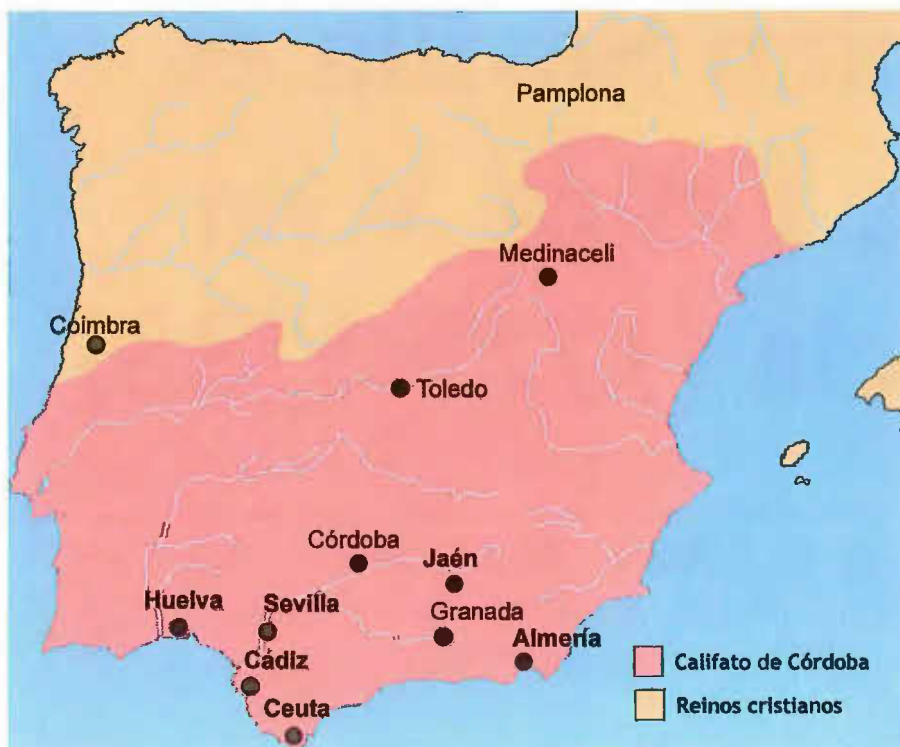 Pamplona
Medinaceli
Coimbra
Toledo
Córdoba
Jaén
Huelva
Sevilla
Granada
Almería
Cádiz
Ceuta
Califato de Córdoba
Reinos cristianos